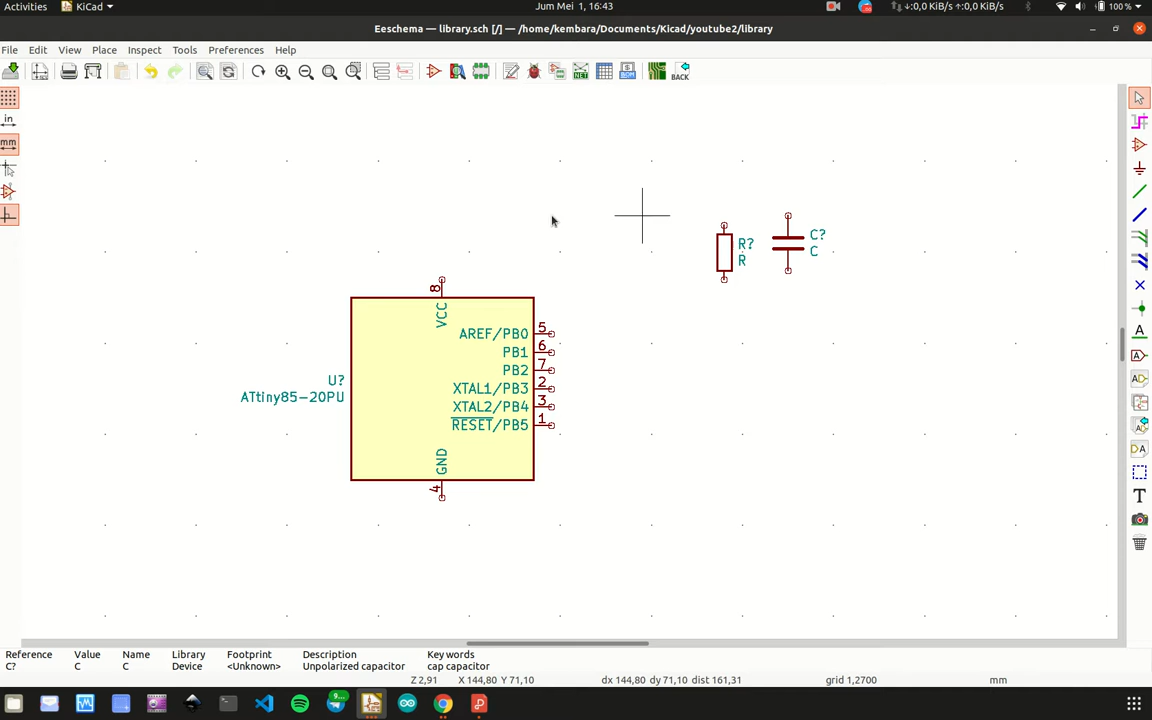 Activities KiCad Jum Mei 1, 16:43 ↓:0,0 KiB/s ↑:0,0 KiB/s 100 %
Eeschema — library.sch [/] — /home/kembara/Documents/Kicad/youtube2/library
File Edit View Place Inspect Tools Preferences Help
NET BOM BACK
in
mm
R?
R
C?
C
8
VCC
AREF/PB0 5
PB1 6
PB2 7
XTAL1/PB3 2
XTAL2/PB4 3
RESET/PB5 1
U?
ATtiny85-20PU
GND
4
A
A
T
Reference Value Name Library Footprint Description Key words
C? C C Device <Unknown> Unpolarized capacitor cap capacitor
Z 2,91 X 144,80 Y 71,10 dx 144,80 dy 71,10 dist 161,31 grid 1,2700 mm